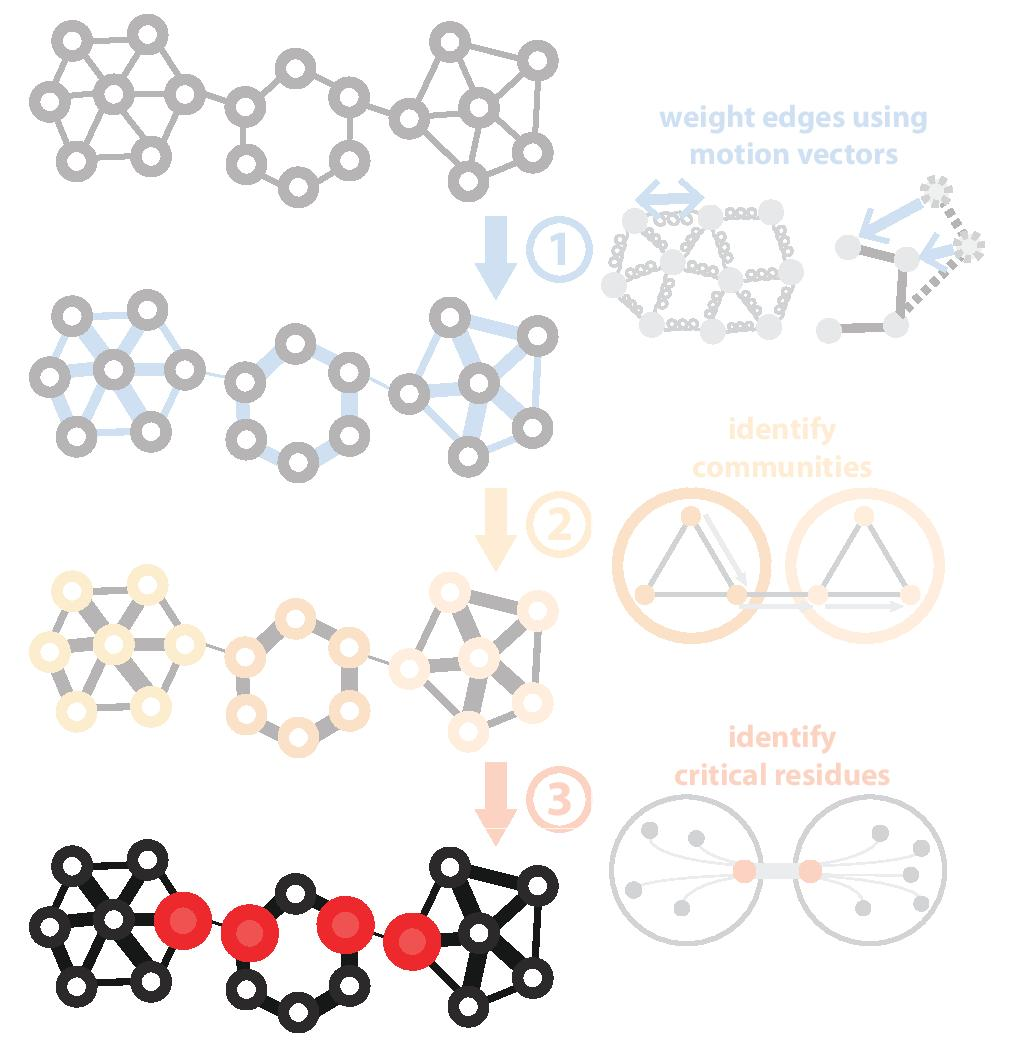 weight edges using
motion vectors
1
identify
communities
2
identify
critical residues
3